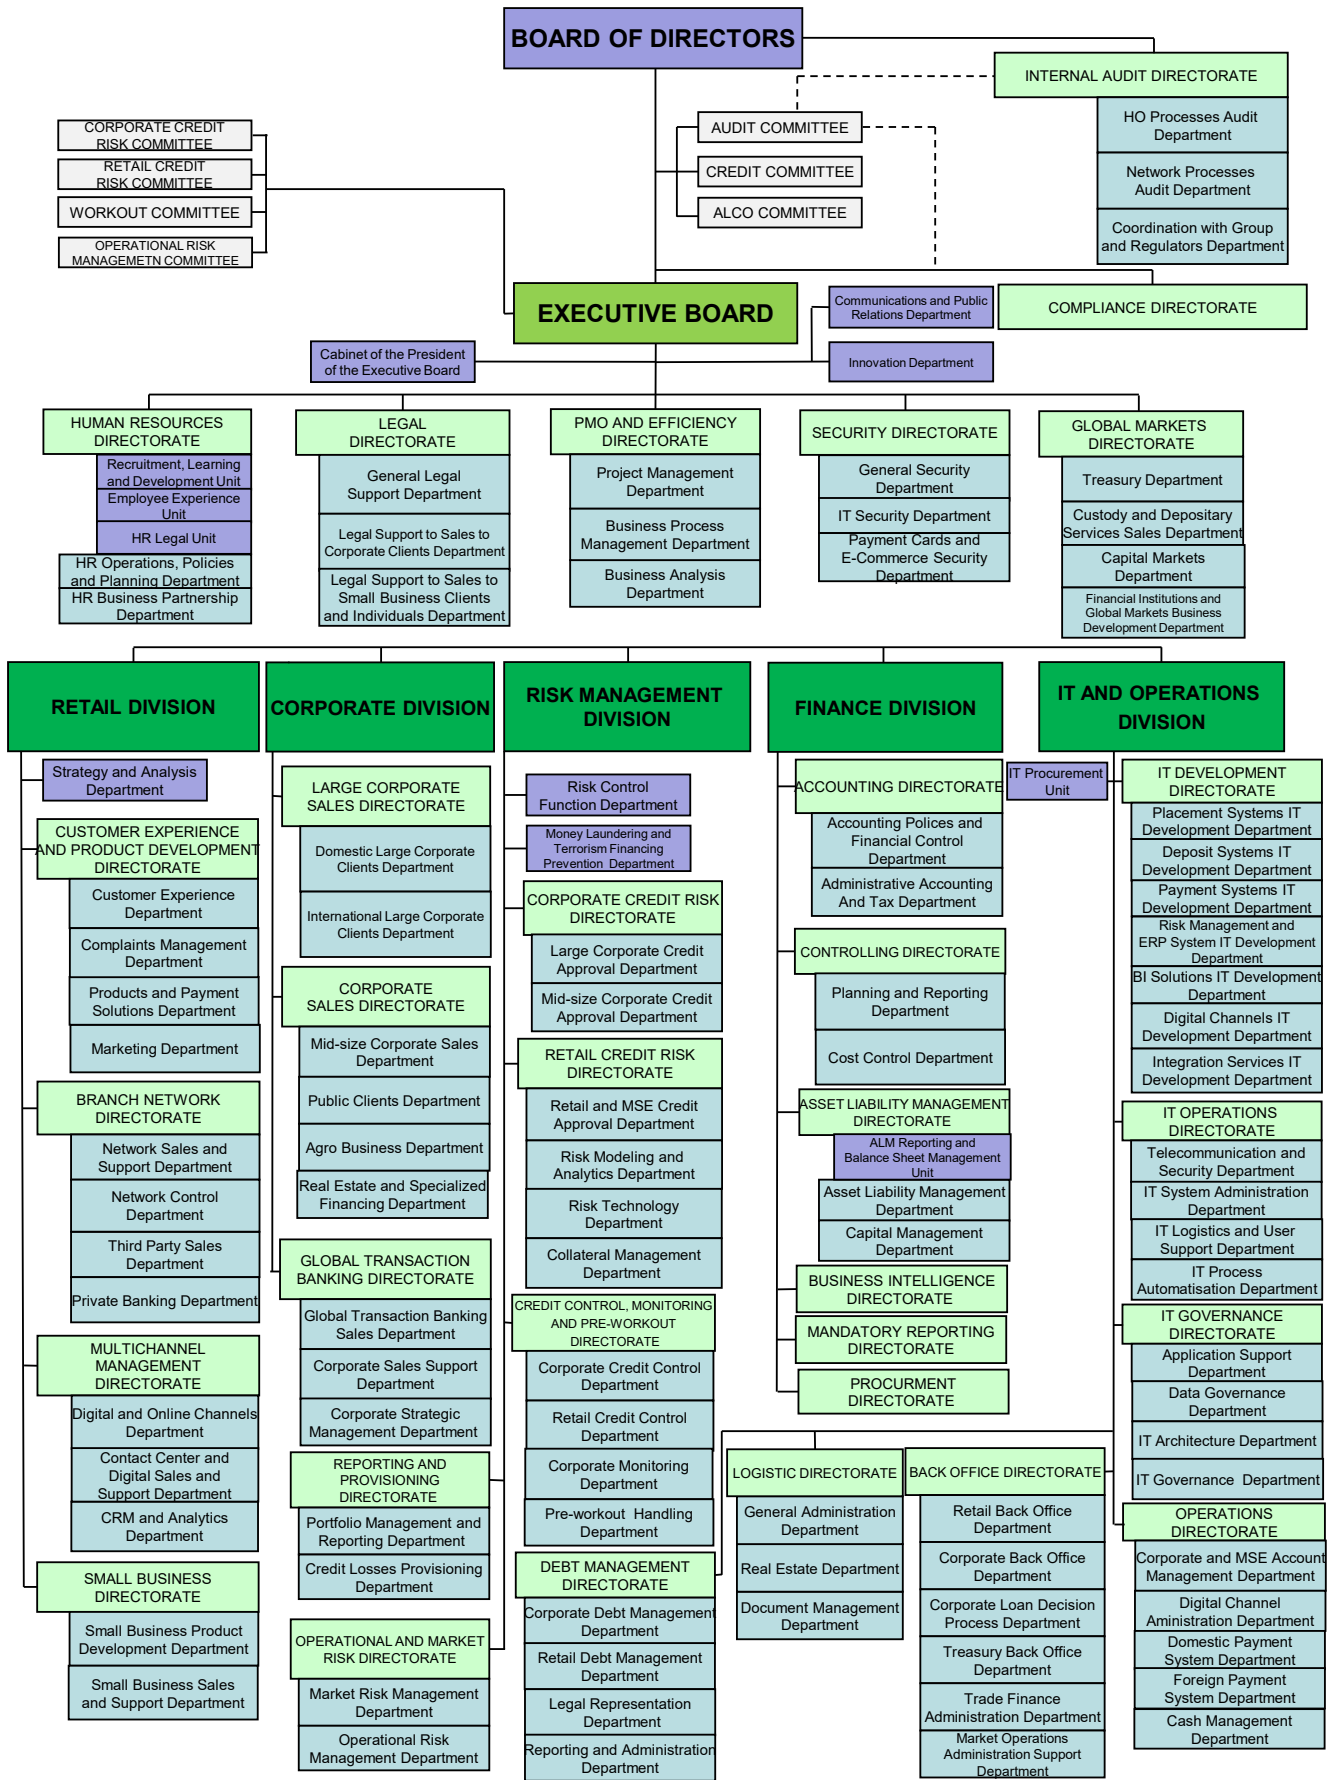 BOARD OF DIRECTORS
INTERNAL AUDIT DIRECTORATE
HO Processes Audit
Department
Network Processes
Audit Department
Coordination with Group
and Regulators Department
AUDIT COMMITTEE
CREDIT COMMITTEE
ALCO COMMITTEE
CORPORATE CREDIT
RISK COMMITTEE
RETAIL CREDIT
RISK COMMITTEE
WORKOUT COMMITTEE
OPERATIONAL RISK
MANAGEMETN COMMITTEE
EXECUTIVE BOARD
COMPLIANCE DIRECTORATE
Communications and Public
Relations Department
Cabinet of the President
of the Executive Board
Innovation Department
HUMAN RESOURCES
DIRECTORATE
Recruitment, Learning
and Development Unit
Employee Experience
Unit
HR Legal Unit
HR Operations, Policies
and Planning Department
HR Business Partnership
Department
LEGAL
DIRECTORATE
General Legal
Support Department
Legal Support to Sales to
Corporate Clients Department
Legal Support to Sales to
Small Business Clients
and Individuals Department
PMO AND EFFICIENCY
DIRECTORATE
Project Management
Department
Business Process
Management Department
Business Analysis
Department
SECURITY DIRECTORATE
General Security
Department
IT Security Department
Payment Cards and
E-Commerce Security
Department
GLOBAL MARKETS
DIRECTORATE
Treasury Department
Custody and Depositary
Services Sales Department
Capital Markets
Department
Financial Institutions and
Global Markets Business
Development Department
RETAIL DIVISION
Strategy and Analysis
Department
CUSTOMER EXPERIENCE
AND PRODUCT DEVELOPMENT
DIRECTORATE
Customer Experience
Department
Complaints Management
Department
Products and Payment
Solutions Department
Marketing Department
BRANCH NETWORK
DIRECTORATE
Network Sales and
Support Department
Network Control
Department
Third Party Sales
Department
Private Banking Department
MULTICHANNEL
MANAGEMENT
DIRECTORATE
Digital and Online Channels
Department
Contact Center and
Digital Sales and
Support Department
CRM and Analytics
Department
SMALL BUSINESS
DIRECTORATE
Small Business Product
Development Department
Small Business Sales
and Support Department
CORPORATE DIVISION
LARGE CORPORATE
SALES DIRECTORATE
Domestic Large Corporate
Clients Department
International Large Corporate
Clients Department
CORPORATE
SALES DIRECTORATE
Mid-size Corporate Sales
Department
Public Clients Department
Agro Business Department
Real Estate and Specialized
Financing Department
GLOBAL TRANSACTION
BANKING DIRECTORATE
Global Transaction Banking
Sales Department
Corporate Sales Support
Department
Corporate Strategic
Management Department
REPORTING AND
PROVISIONING
DIRECTORATE
Portfolio Management and
Reporting Department
Credit Losses Provisioning
Department
OPERATIONAL AND MARKET
RISK DIRECTORATE
Market Risk Management
Department
Operational Risk
Management Department
RISK MANAGEMENT
DIVISION
Risk Control
Function Department
Money Laundering and
Terrorism Financing
Prevention Department
CORPORATE CREDIT RISK
DIRECTORATE
Large Corporate Credit
Approval Department
Mid-size Corporate Credit
Approval Department
RETAIL CREDIT RISK
DIRECTORATE
Retail and MSE Credit
Approval Department
Risk Modeling and
Analytics Department
Risk Technology
Department
Collateral Management
Department
CREDIT CONTROL, MONITORING
AND PRE-WORKOUT
DIRECTORATE
Corporate Credit Control
Department
Retail Credit Control
Department
Corporate Monitoring
Department
Pre-workout Handling
Department
DEBT MANAGEMENT
DIRECTORATE
Corporate Debt Management
Department
Retail Debt Management
Department
Legal Representation
Department
Reporting and Administration
Department
FINANCE DIVISION
ACCOUNTING DIRECTORATE
Accounting Polices and
Financial Control
Department
Administrative Accounting
And Tax Department
CONTROLLING DIRECTORATE
Planning and Reporting
Department
Cost Control Department
ASSET LIABILITY MANAGEMENT
DIRECTORATE
ALM Reporting and
Balance Sheet Management
Unit
Asset Liability Management
Department
Capital Management
Department
BUSINESS INTELLIGENCE
DIRECTORATE
MANDATORY REPORTING
DIRECTORATE
PROCURMENT
DIRECTORATE
LOGISTIC DIRECTORATE
General Administration
Department
Real Estate Department
Document Management
Department
BACK OFFICE DIRECTORATE
Retail Back Office
Department
Corporate Back Office
Department
Corporate Loan Decision
Process Department
Treasury Back Office
Department
Trade Finance
Administration Department
Market Operations
Administration Support
Department
IT AND OPERATIONS
DIVISION
IT Procurement
Unit
IT DEVELOPMENT
DIRECTORATE
Placement Systems IT
Development Department
Deposit Systems IT
Development Department
Payment Systems IT
Development Department
Risk Management and
ERP System IT Development
Department
BI Solutions IT Development
Department
Digital Channels IT
Development Department
Integration Services IT
Development Department
IT OPERATIONS
DIRECTORATE
Telecommunication and
Security Department
IT System Administration
Department
IT Logistics and User
Support Department
IT Process
Automatisation Department
IT GOVERNANCE
DIRECTORATE
Application Support
Department
Data Governance
Department
IT Architecture Department
IT Governance Department
OPERATIONS
DIRECTORATE
Corporate and MSE Account
Management Department
Digital Channel
Aministration Department
Domestic Payment
System Department
Foreign Payment
System Department
Cash Management
Department